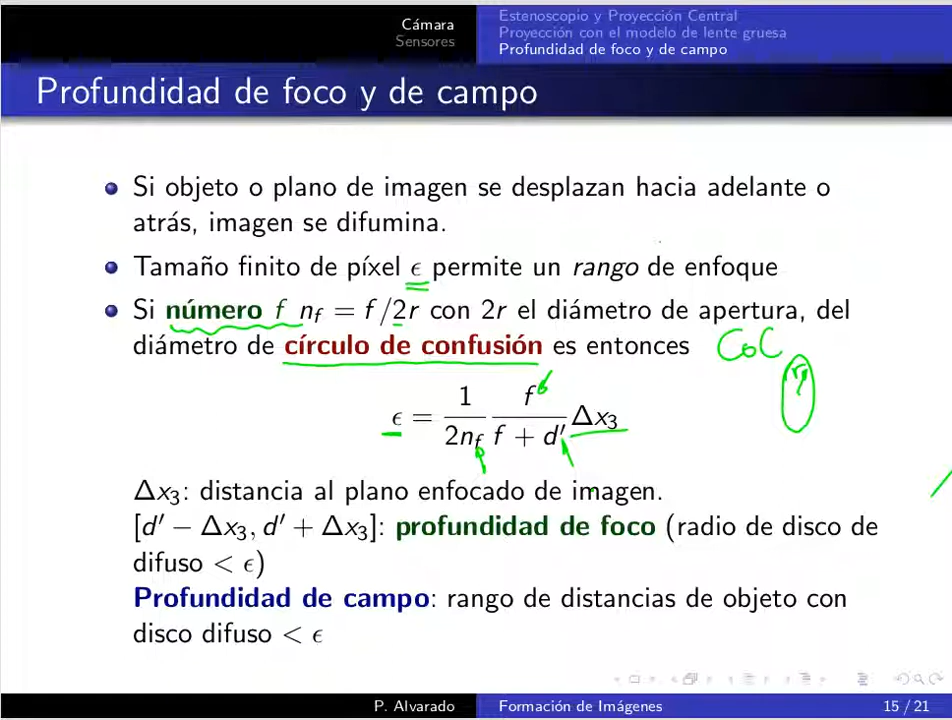 Cámara
Sensores
Estenoscopio y Proyección Central
Proyección con el modelo de lente gruesa
Profundidad de foco y de campo
Profundidad de foco y de campo
Si objeto o plano de imagen se desplazan hacia adelante o
atrás, imagen se difumina.
Tamaño finito de píxel ϵ permite un rango de enfoque
Si número f n_f = f/2r con 2r el diámetro de apertura, del
diámetro de círculo de confusión es entonces CoC
ϵ = \frac{1}{2n_f} \frac{f}{f + d′} Δx₃
Δx₃: distancia al plano enfocado de imagen.
[d′ − Δx₃, d′ + Δx₃]: profundidad de foco (radio de disco de
difuso < ϵ)
Profundidad de campo: rango de distancias de objeto con
disco difuso < ϵ
P. Alvarado
Formación de Imágenes
15 / 21